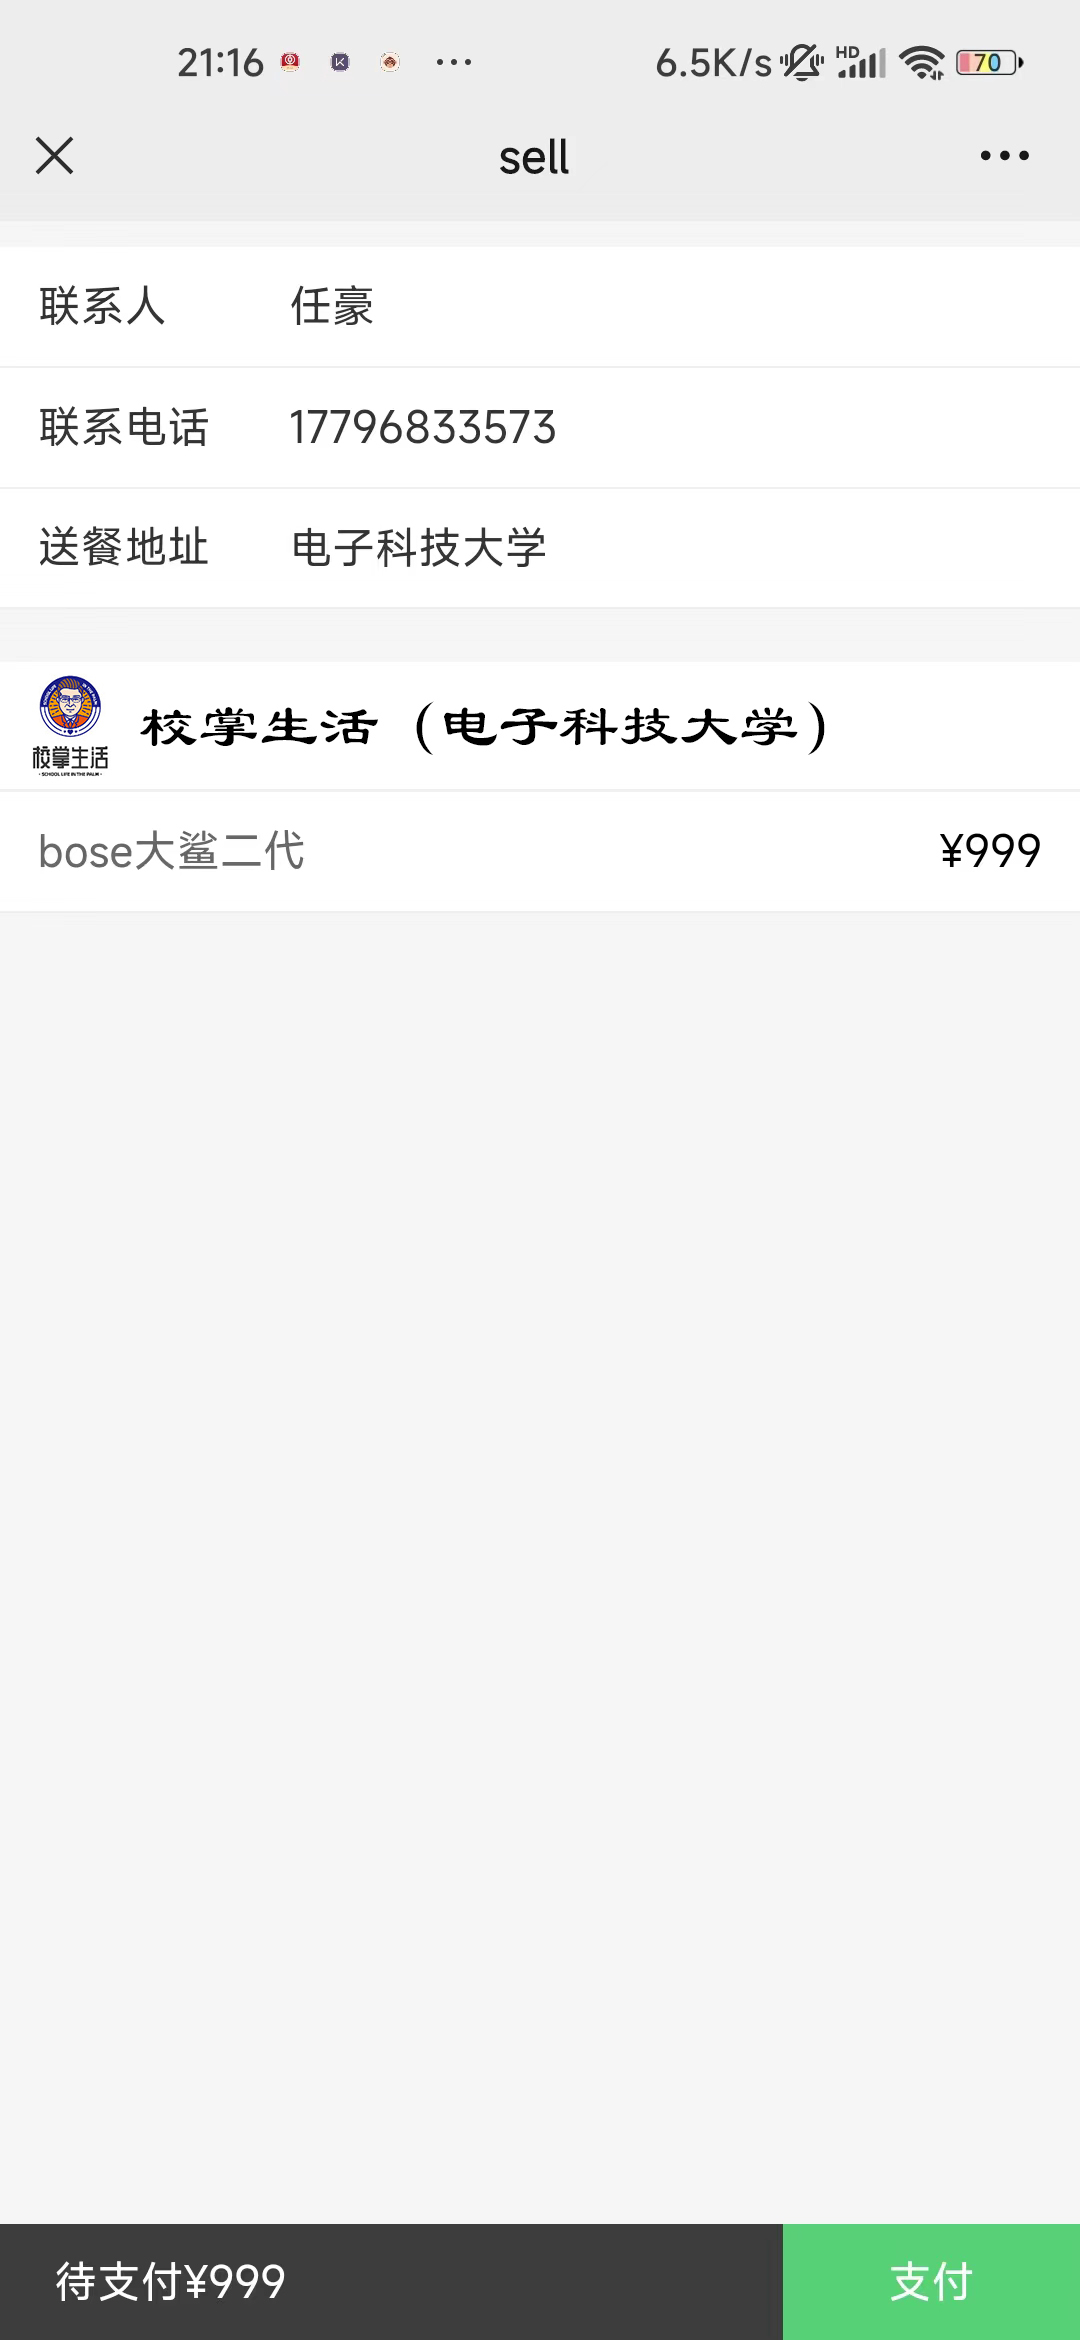 21:16 ··· 6.5K/s HD 70
sell
联系人 任豪
联系电话 17796833573
送餐地址 电子科技大学
校掌生活（电子科技大学）
校掌生活
·SCHOOL LIFE IN THE PALM·
bose大鲨二代 ¥999
待支付¥999 支付